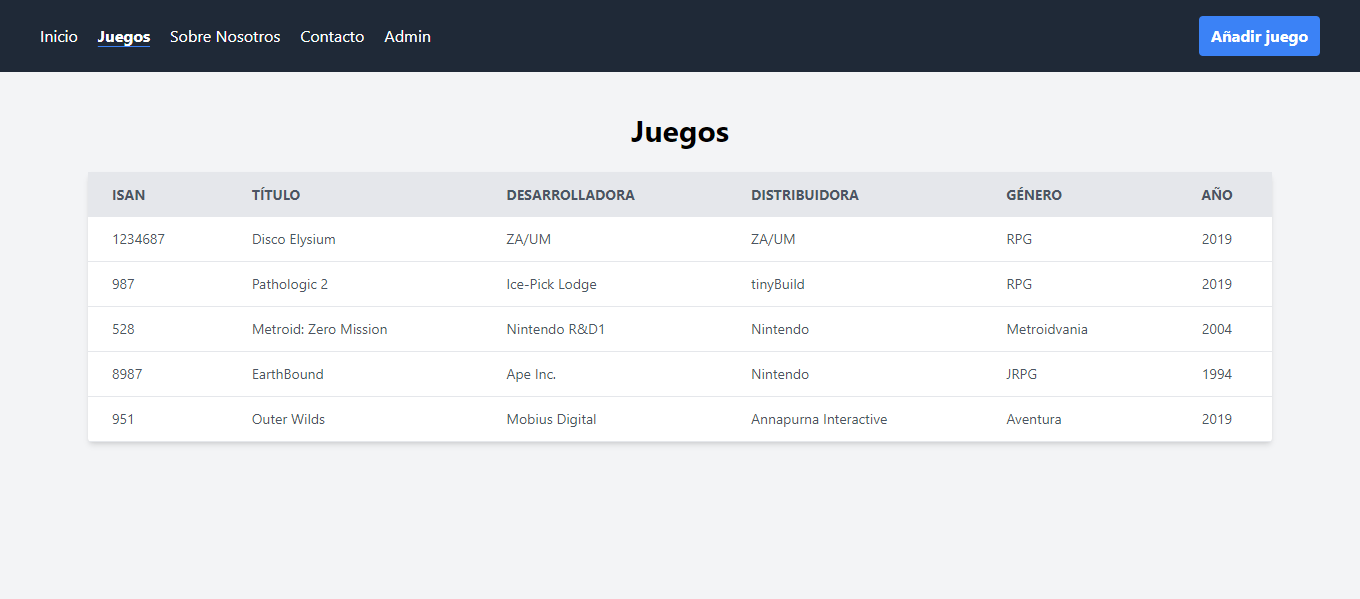 Inicio Juegos Sobre Nosotros Contacto Admin Añadir juego
Juegos
ISAN TÍTULO DESARROLLADORA DISTRIBUIDORA GÉNERO AÑO
1234687 Disco Elysium ZA/UM ZA/UM RPG 2019
987 Pathologic 2 Ice-Pick Lodge tinyBuild RPG 2019
528 Metroid: Zero Mission Nintendo R&D1 Nintendo Metroidvania 2004
8987 EarthBound Ape Inc. Nintendo JRPG 1994
951 Outer Wilds Mobius Digital Annapurna Interactive Aventura 2019